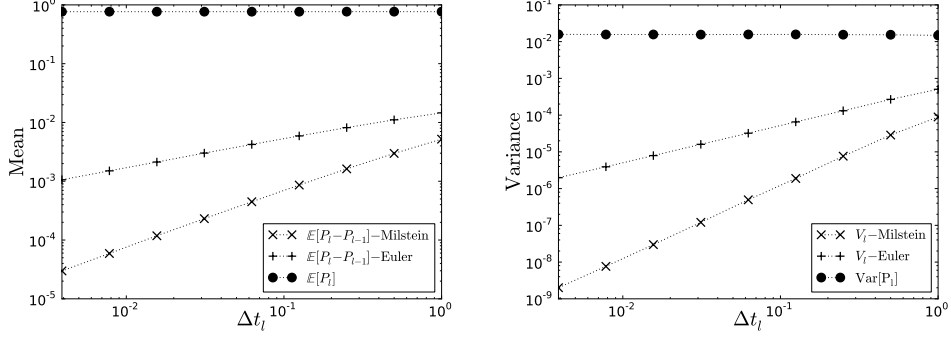 Mean
10^0
10^-1
10^-2
10^-3
10^-4
10^-5
10^-2
10^-1
10^0
Δt_l
𝔼[P_l−P_{l−1}]−Milstein
𝔼[P_l−P_{l−1}]−Euler
𝔼[P_l]
Variance
10^-1
10^-2
10^-3
10^-4
10^-5
10^-6
10^-7
10^-8
10^-9
10^-2
10^-1
10^0
Δt_l
V_l−Milstein
V_l−Euler
Var[P_l]